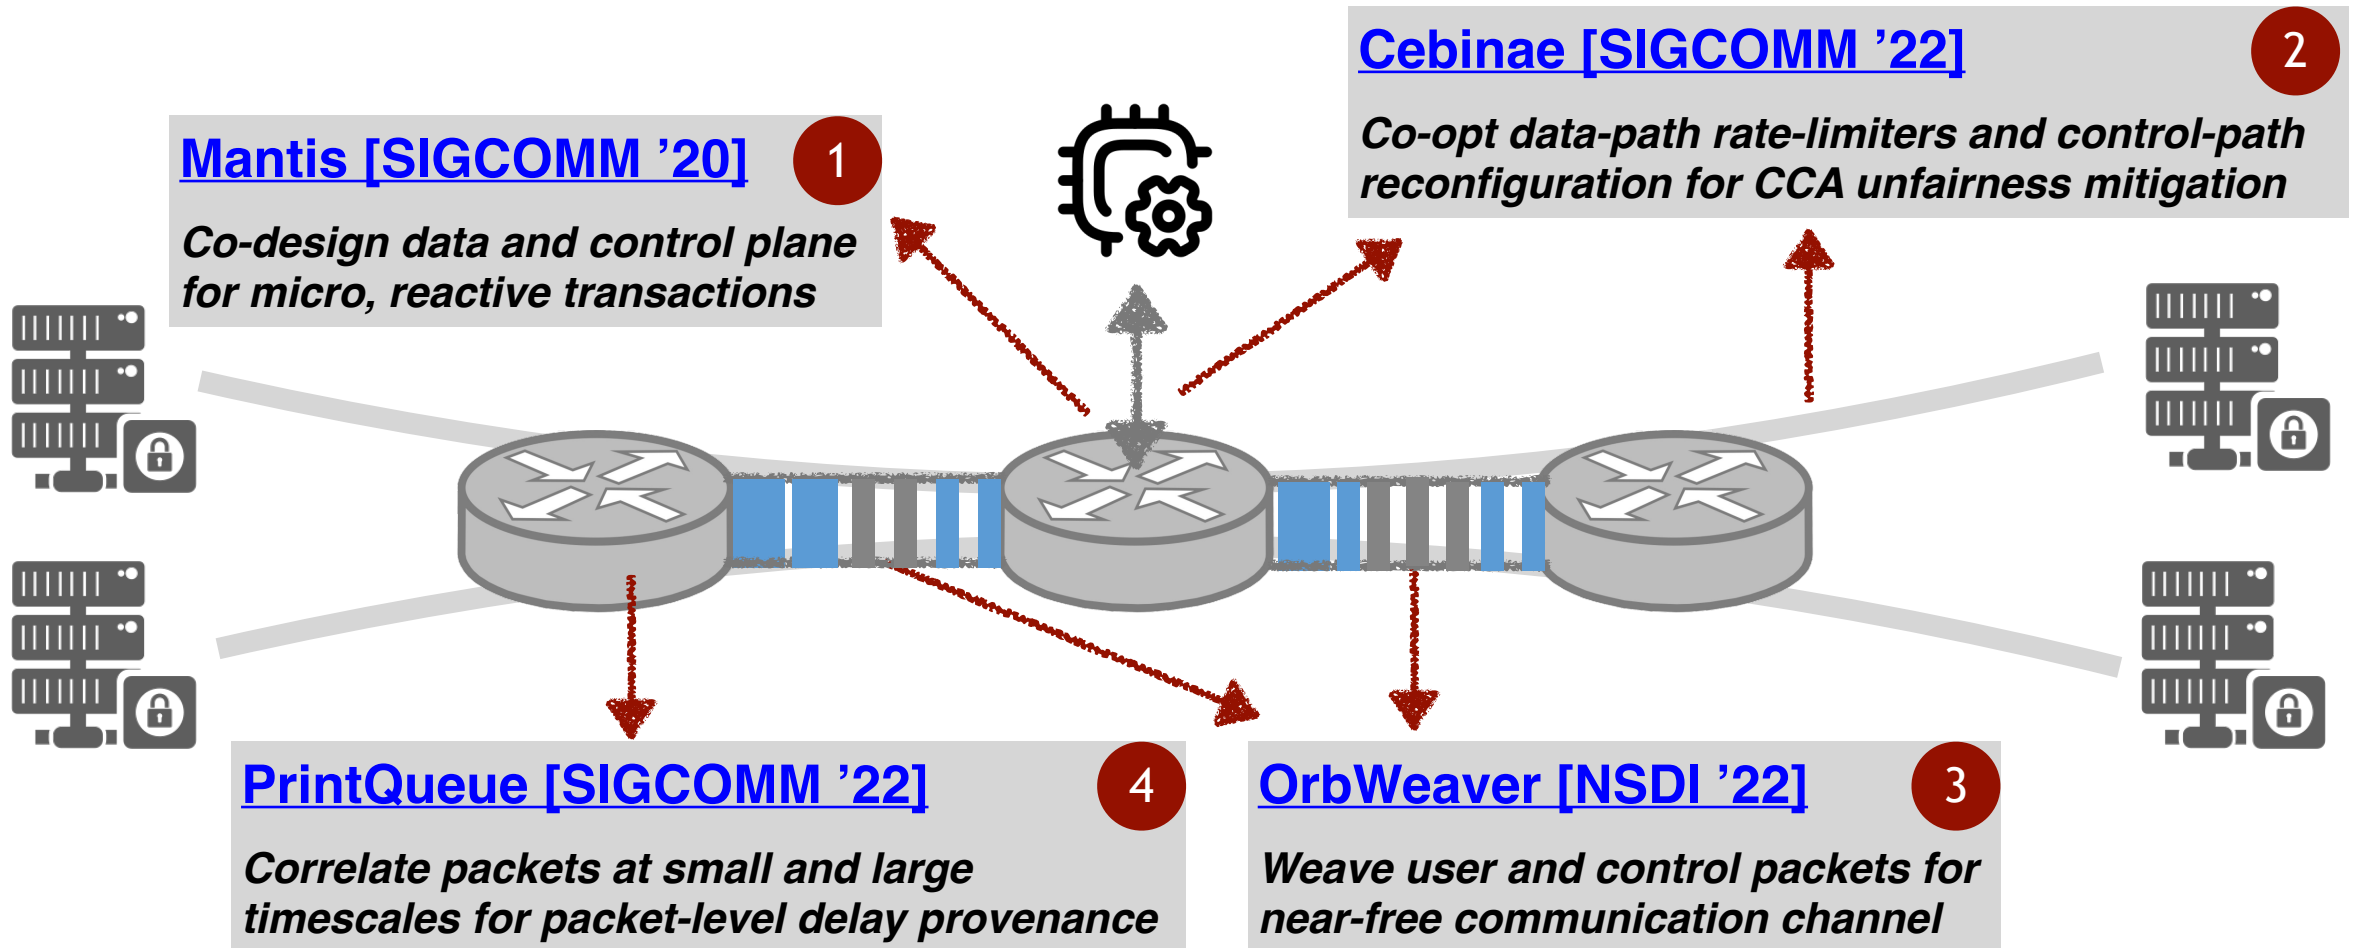 Mantis [SIGCOMM ’20]
1
Co-design data and control plane
for micro, reactive transactions
Cebinae [SIGCOMM ’22]
2
Co-opt data-path rate-limiters and control-path
reconfiguration for CCA unfairness mitigation
PrintQueue [SIGCOMM ’22]
4
Correlate packets at small and large
timescales for packet-level delay provenance
OrbWeaver [NSDI ’22]
3
Weave user and control packets for
near-free communication channel